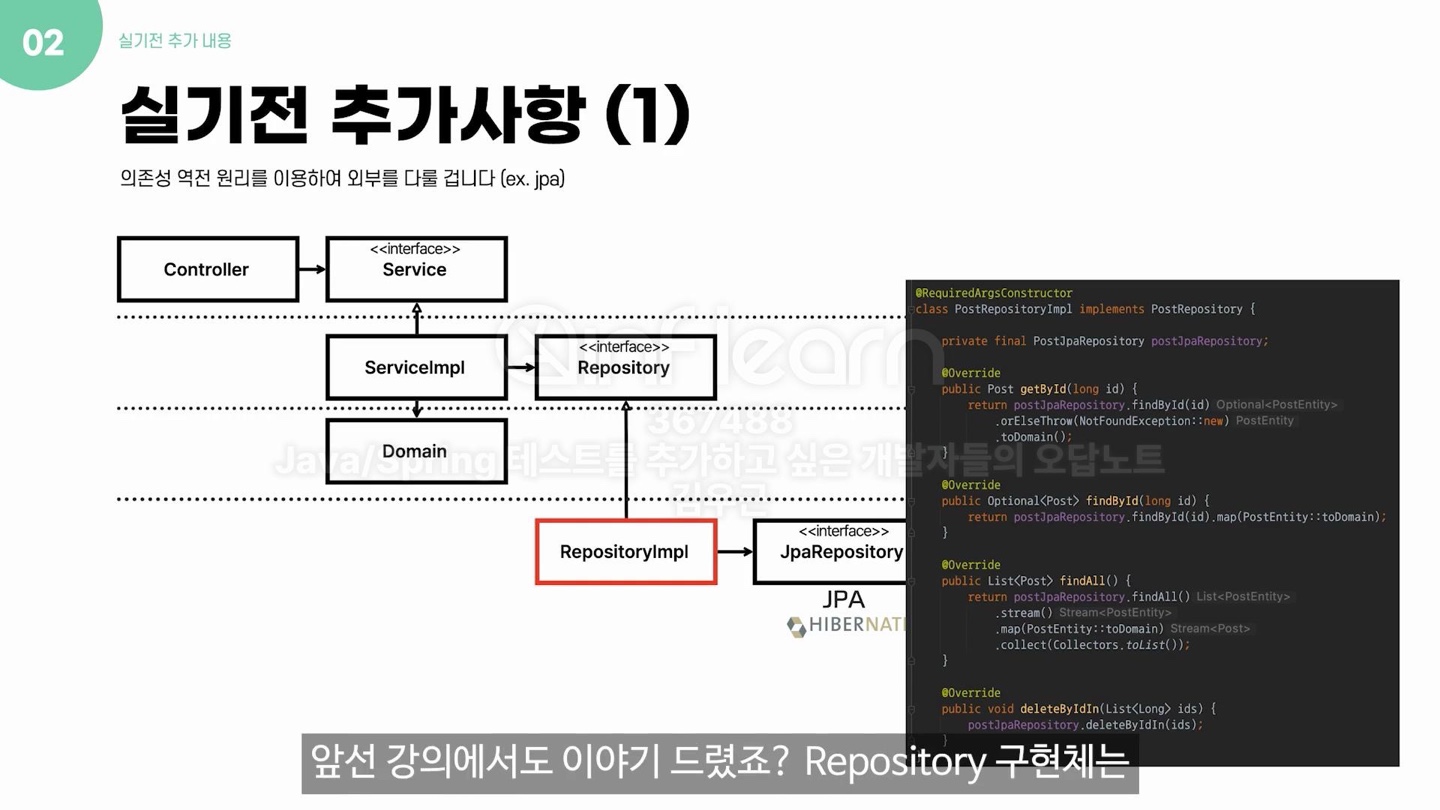 02
실기전 추가 내용
실기전 추가사항 (1)
의존성 역전 원리를 이용하여 외부를 다룰 겁니다 (ex. jpa)
Controller
<<interface>>
Service
ServiceImpl
<<interface>>
Repository
Domain
RepositoryImpl
<<interface>>
JpaRepository
JPA
HIBERNAT
inflearn
367488
Java/Spring 테스트를 추가하고 싶은 개발자들의 오답노트
김우근
@RequiredArgsConstructor
class PostRepositoryImpl implements PostRepository {
private final PostJpaRepository postJpaRepository;
@Override
public Post getById(long id) {
return postJpaRepository.findById(id) Optional<PostEntity>
.orElseThrow(NotFoundException::new) PostEntity
.toDomain();
}
@Override
public Optional<Post> findById(long id) {
return postJpaRepository.findById(id).map(PostEntity::toDomain);
}
@Override
public List<Post> findAll() {
return postJpaRepository.findAll() List<PostEntity>
.stream() Stream<PostEntity>
.map(PostEntity::toDomain) Stream<Post>
.collect(Collectors.toList());
}
@Override
public void deleteByIdIn(List<Long> ids) {
postJpaRepository.deleteByIdIn(ids);
}
앞선 강의에서도 이야기 드렸죠? Repository 구현체는